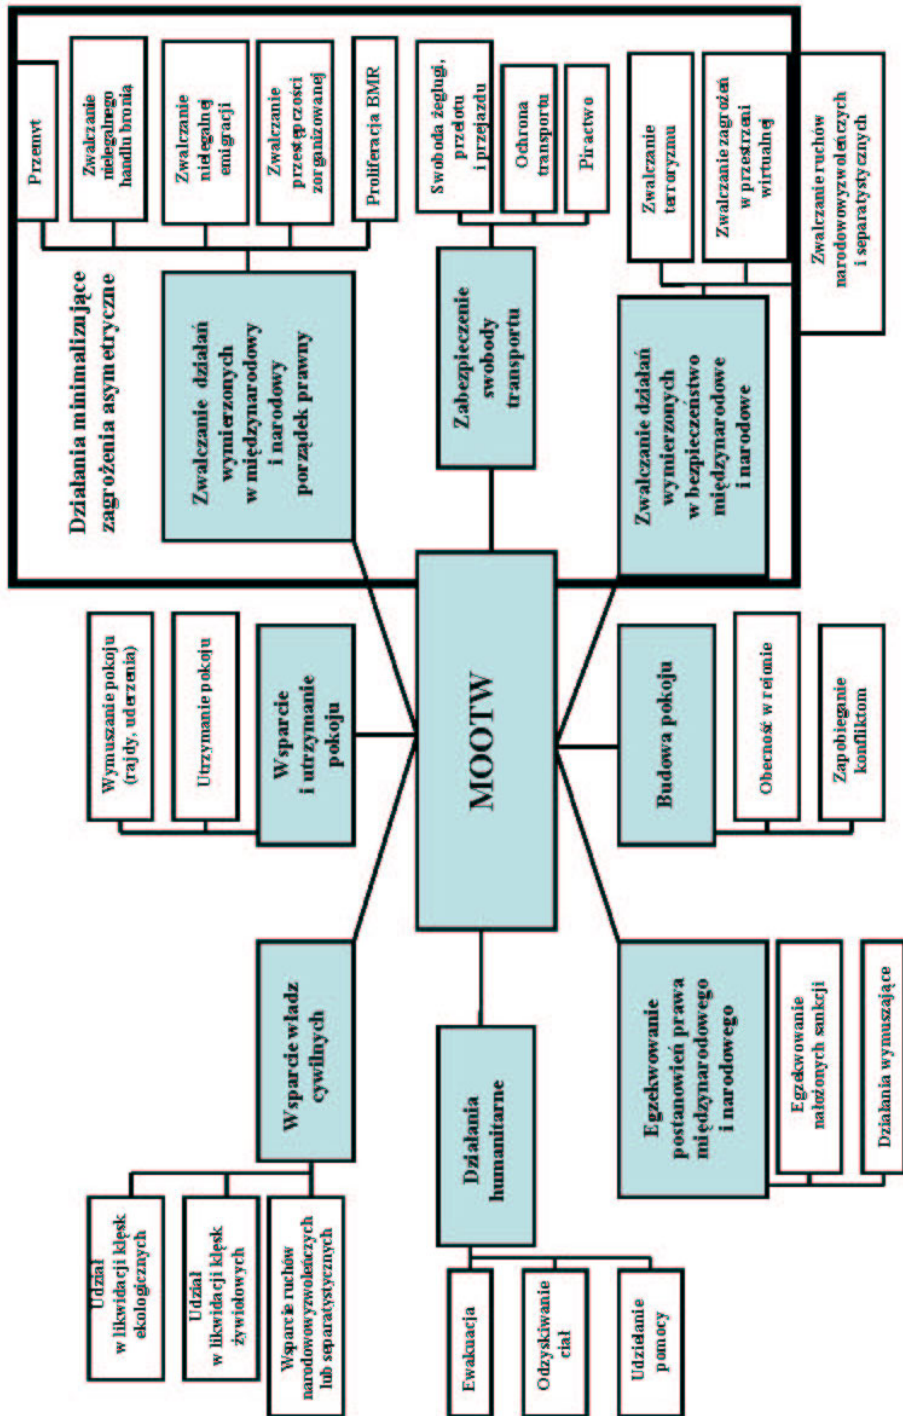 Udział
w likwidacji klęsk
ekologicznych
Udział
w likwidacji klęsk
żywiołowych
Wsparcie ruchów
narodowowyzwoleńczych
lub separatystycznych
Wsparcie władz
cywilnych
Wymuszanie pokoju
(rajdy, uderzenia)
Utrzymanie pokoju
Wsparcie
i utrzymanie
pokoju
Działania minimalizujące
zagrożenia asymetryczne
Przemyt
Zwalczanie
nielegalnego
handlu bronią
Zwalczanie
nielegalnej
emigracji
Zwalczanie
przestępczości
zorganizowanej
Proliferacja BMR
Zwalczanie działań
wymierzonych
w międzynarodowy
i narodowy
porządek prawny
Ewakuacja
Odzyskiwanie
ciał
Udzielanie
pomocy
Działania
humanitarne
MOOTW
Zabezpieczenie
swobody
transportu
Swoboda żeglugi,
przelotu
i przejazdu
Ochrona
transportu
Piractwo
Egzekwowanie
postanowień prawa
międzynarodowego
i narodowego
Egzekwowanie
nałożonych sankcji
Działania wymuszające
Budowa pokoju
Obecność w rejonie
Zapobieganie
konfliktom
Zwalczanie działań
wymierzonych
w bezpieczeństwo
międzynarodowe
i narodowe
Zwalczanie
terroryzmu
Zwalczanie zagrożeń
w przestrzeni
wirtualnej
Zwalczanie ruchów
narodowowyzwoleńczych
i separatystycznych